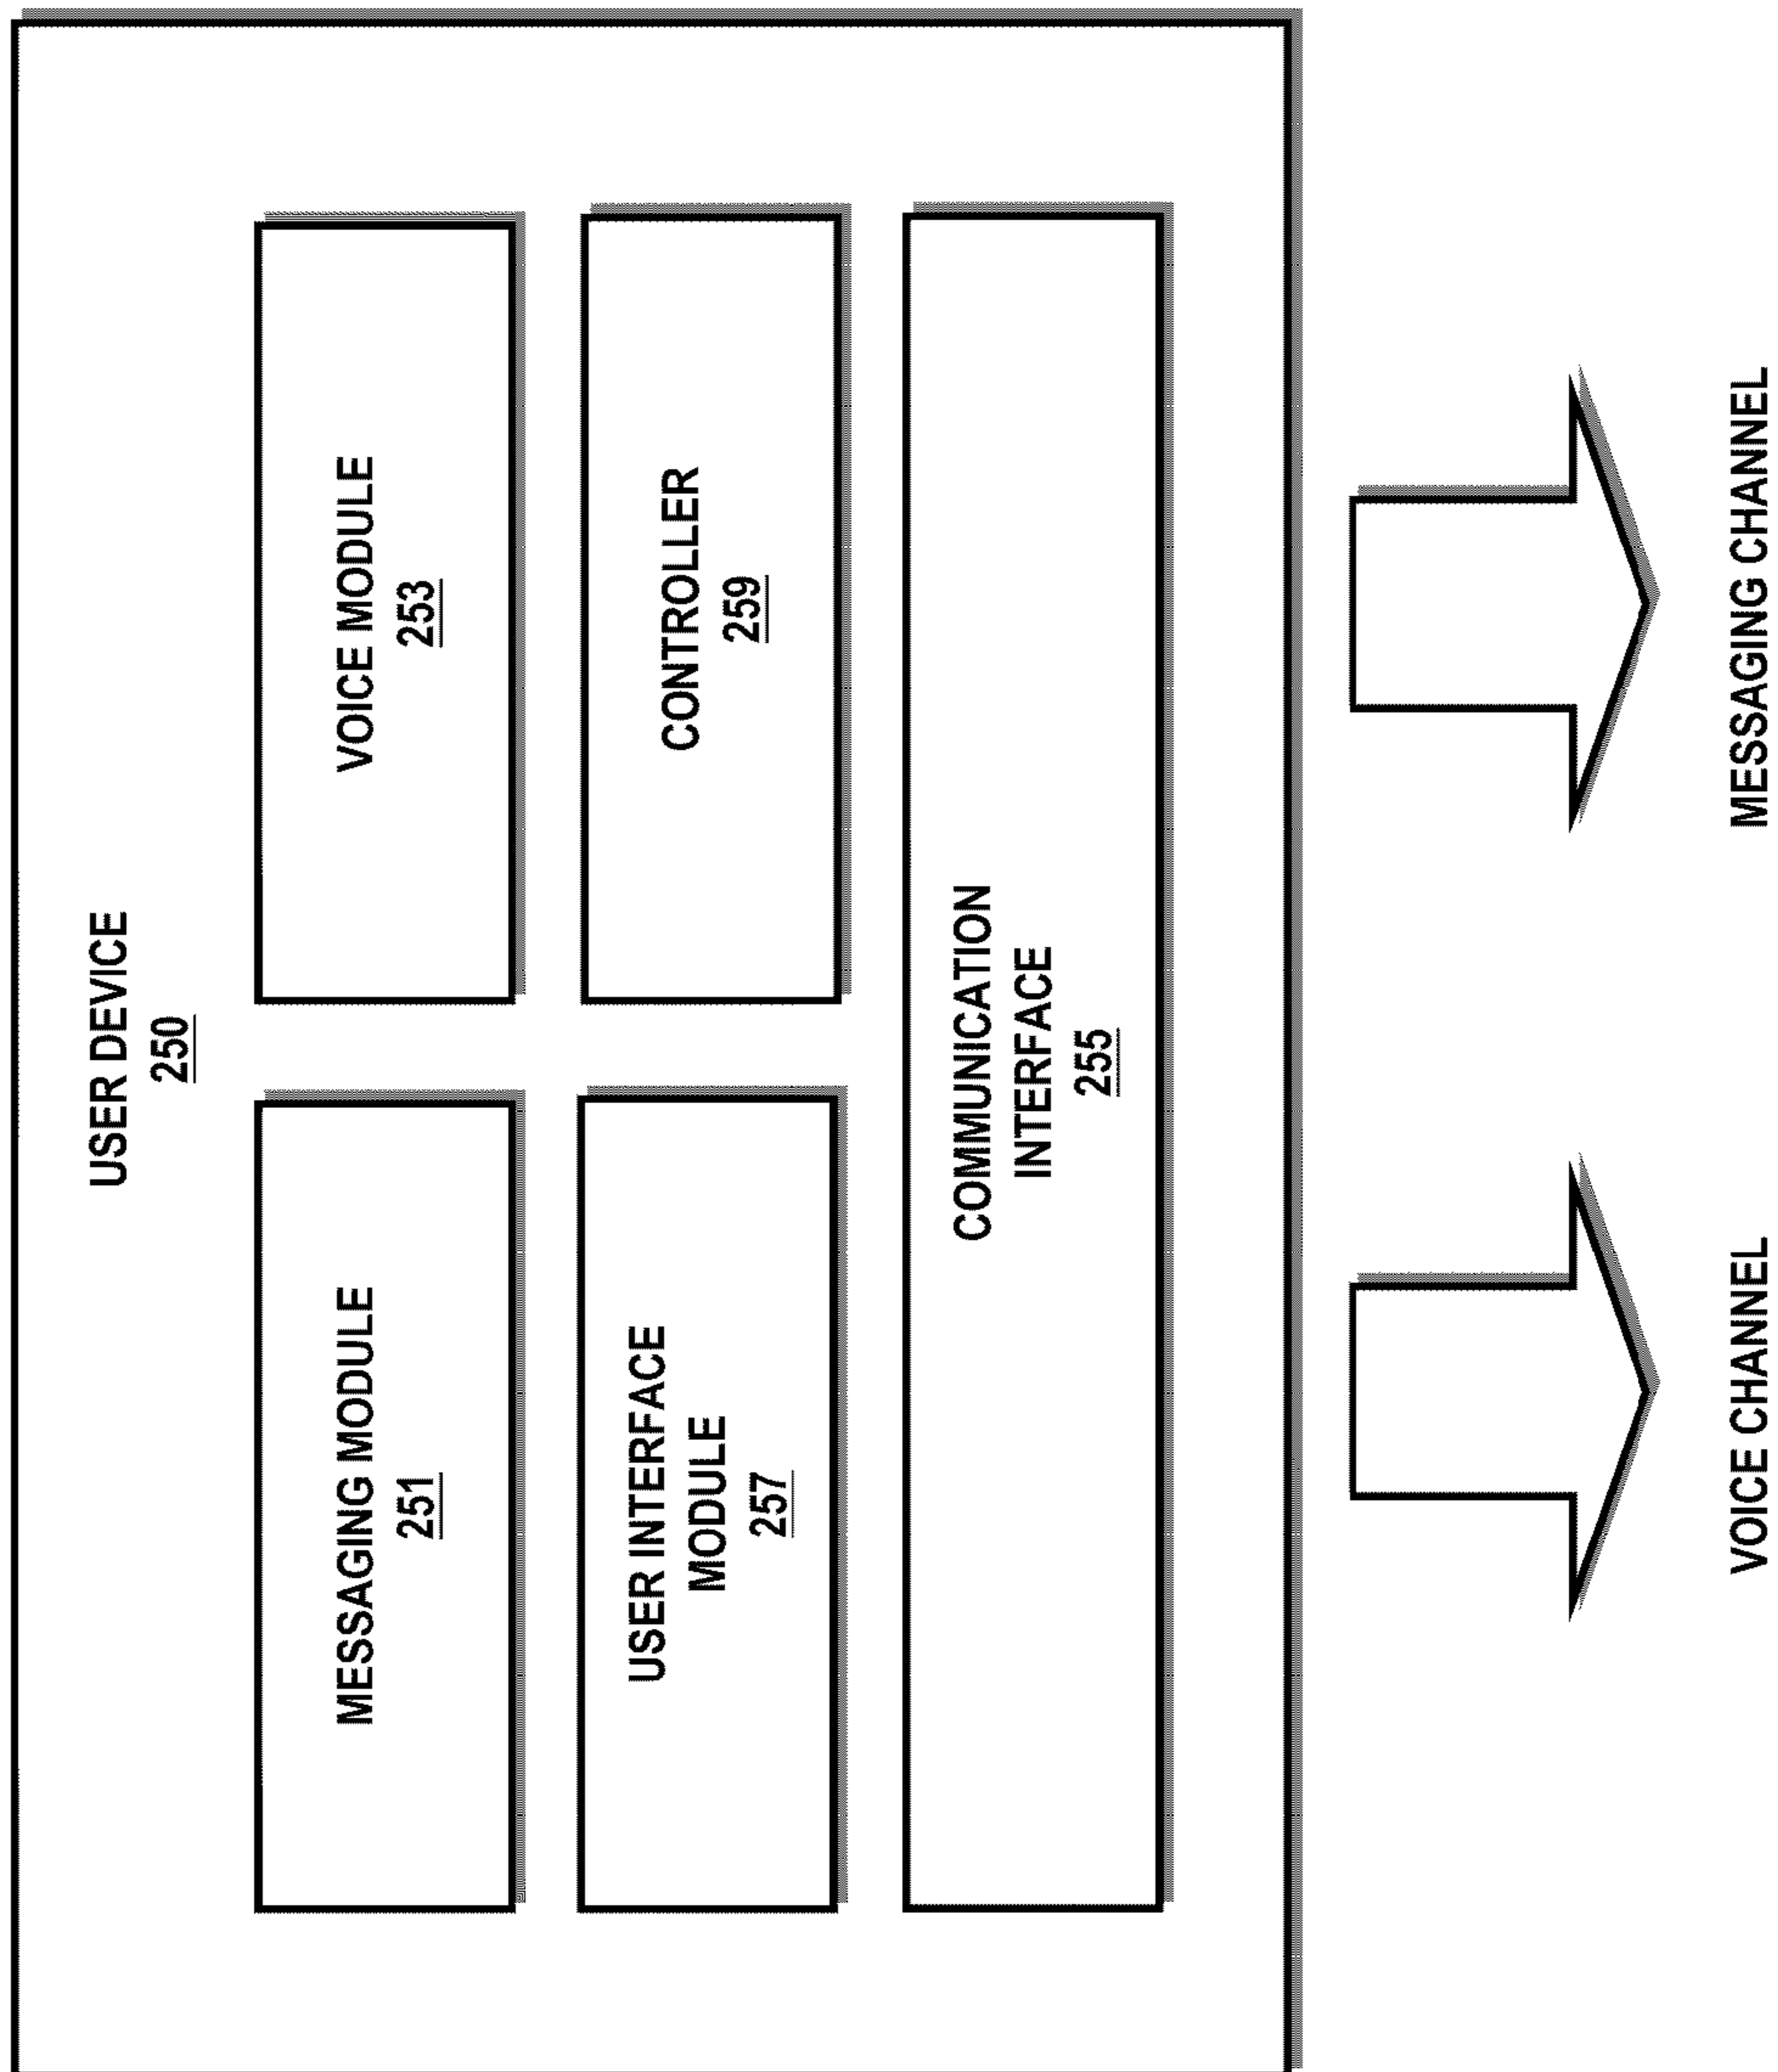 USER DEVICE
250
MESSAGING MODULE
251
VOICE MODULE
253
USER INTERFACE
MODULE
257
CONTROLLER
259
COMMUNICATION
INTERFACE
255
VOICE CHANNEL
MESSAGING CHANNEL